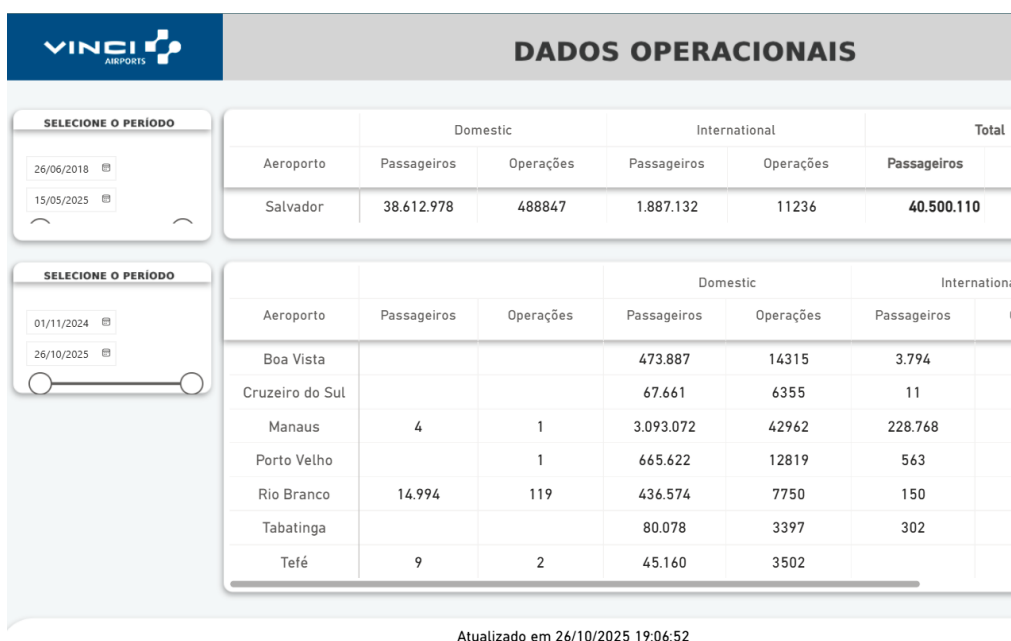 VINCI
AIRPORTS
DADOS OPERACIONAIS
SELECIONE O PERÍODO
26/06/2018
15/05/2025
Domestic International Total
Aeroporto Passageiros Operações Passageiros Operações Passageiros
Salvador 38.612.978 488847 1.887.132 11236 40.500.110
SELECIONE O PERÍODO
01/11/2024
26/10/2025
Domestic Internationa
Aeroporto Passageiros Operações Passageiros Operações Passageiros
Boa Vista 473.887 14315 3.794
Cruzeiro do Sul 67.661 6355 11
Manaus 4 1 3.093.072 42962 228.768
Porto Velho 1 665.622 12819 563
Rio Branco 14.994 119 436.574 7750 150
Tabatinga 80.078 3397 302
Tefé 9 2 45.160 3502
Atualizado em 26/10/2025 19:06:52